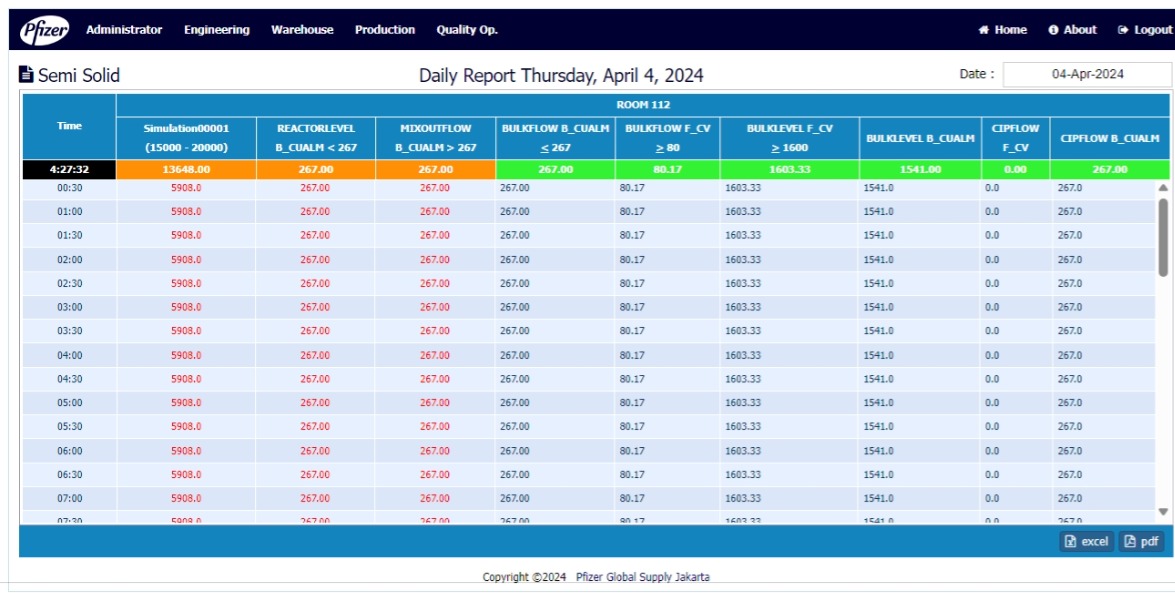 Pfizer Administrator Engineering Warehouse Production Quality Op. Home About Logout
Semi Solid Daily Report Thursday, April 4, 2024 Date : 04-Apr-2024
ROOM 112
Time Simulation00001 (15000 - 20000) REACTORLEVEL B_CUALM < 267 MIXOUTFLOW B_CUALM > 267 BULKFLOW B_CUALM ≤ 267 BULKFLOW F_CV ≥ 80 BULKLEVEL F_CV ≥ 1600 BULKLEVEL B_CUALM CIPFLOW F_CV CIPFLOW B_CUALM
4:27:32 13648.00 267.00 267.00 267.00 80.17 1603.33 1541.00 0.00 267.00
00:30 5908.0 267.00 267.00 267.00 80.17 1603.33 1541.0 0.0 267.0
01:00 5908.0 267.00 267.00 267.00 80.17 1603.33 1541.0 0.0 267.0
01:30 5908.0 267.00 267.00 267.00 80.17 1603.33 1541.0 0.0 267.0
02:00 5908.0 267.00 267.00 267.00 80.17 1603.33 1541.0 0.0 267.0
02:30 5908.0 267.00 267.00 267.00 80.17 1603.33 1541.0 0.0 267.0
03:00 5908.0 267.00 267.00 267.00 80.17 1603.33 1541.0 0.0 267.0
03:30 5908.0 267.00 267.00 267.00 80.17 1603.33 1541.0 0.0 267.0
04:00 5908.0 267.00 267.00 267.00 80.17 1603.33 1541.0 0.0 267.0
04:30 5908.0 267.00 267.00 267.00 80.17 1603.33 1541.0 0.0 267.0
05:00 5908.0 267.00 267.00 267.00 80.17 1603.33 1541.0 0.0 267.0
05:30 5908.0 267.00 267.00 267.00 80.17 1603.33 1541.0 0.0 267.0
06:00 5908.0 267.00 267.00 267.00 80.17 1603.33 1541.0 0.0 267.0
06:30 5908.0 267.00 267.00 267.00 80.17 1603.33 1541.0 0.0 267.0
07:00 5908.0 267.00 267.00 267.00 80.17 1603.33 1541.0 0.0 267.0
07:30 5908.0 267.00 267.00 267.00 80.17 1603.33 1541.0 0.0 267.0
excel pdf
Copyright ©2024 Pfizer Global Supply Jakarta